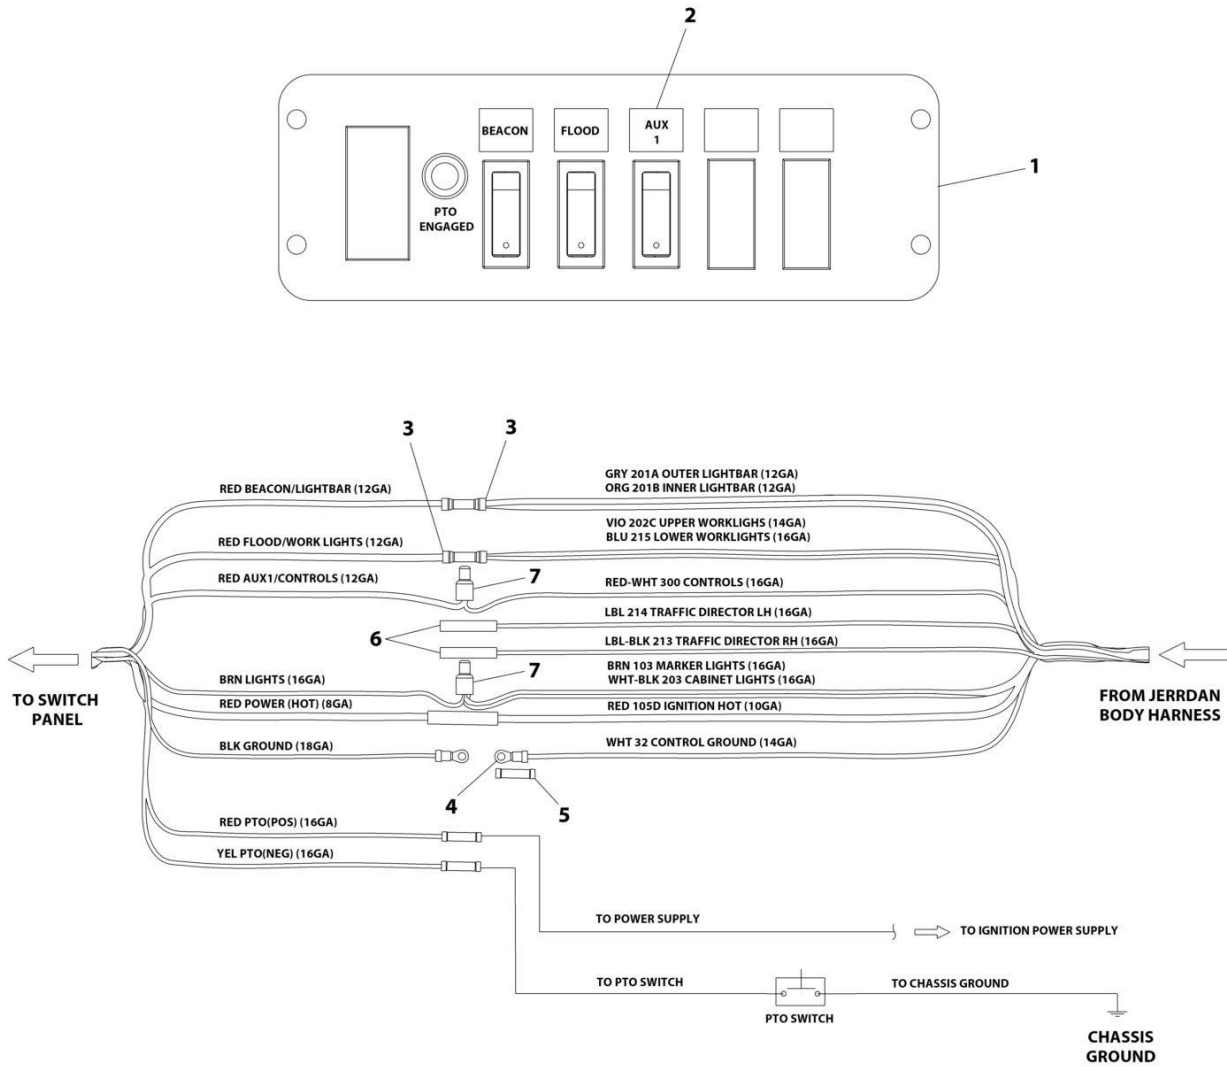 2
BEACON
FLOOD
AUX
1
1
PTO
ENGAGED
3
3
RED BEACON/LIGHTBAR (12GA)
GRY 201A OUTER LIGHTBAR (12GA)
ORG 201B INNER LIGHTBAR (12GA)
3
RED FLOOD/WORK LIGHTS (12GA)
VIO 202C UPPER WORKLIGHS (14GA)
BLU 215 LOWER WORKLIGHTS (16GA)
RED AUX1/CONTROLS (12GA)
7
RED-WHT 300 CONTROLS (16GA)
6
LBL 214 TRAFFIC DIRECTOR LH (16GA)
LBL-BLK 213 TRAFFIC DIRECTOR RH (16GA)
TO SWITCH
PANEL
BRN LIGHTS (16GA)
7
BRN 103 MARKER LIGHTS (16GA)
WHT-BLK 203 CABINET LIGHTS (16GA)
FROM JERRDAN
BODY HARNESS
RED POWER (HOT) (8GA)
RED 105D IGNITION HOT (10GA)
BLK GROUND (18GA)
WHT 32 CONTROL GROUND (14GA)
4
5
RED PTO(POS) (16GA)
YEL PTO(NEG) (16GA)
TO POWER SUPPLY
TO IGNITION POWER SUPPLY
TO PTO SWITCH
TO CHASSIS GROUND
PTO SWITCH
CHASSIS
GROUND